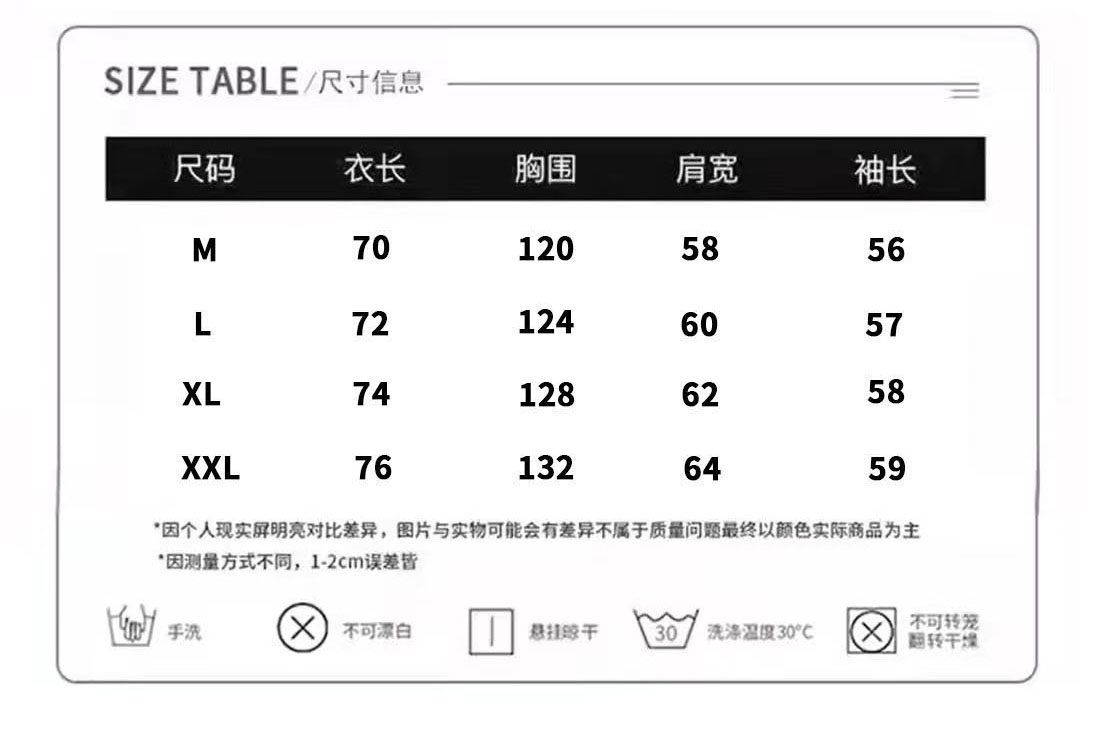 SIZE TABLE/尺寸信息
尺码 衣长 胸围 肩宽 袖长
M 70 120 58 56
L 72 124 60 57
XL 74 128 62 58
XXL 76 132 64 59
*因个人现实屏明亮对比差异，图片与实物可能会有差异不属于质量问题最终以颜色实际商品为主
*因测量方式不同，1-2cm误差皆
手洗 不可漂白 悬挂晾干 30 洗涤温度30°C 不可转笼
翻转干燥